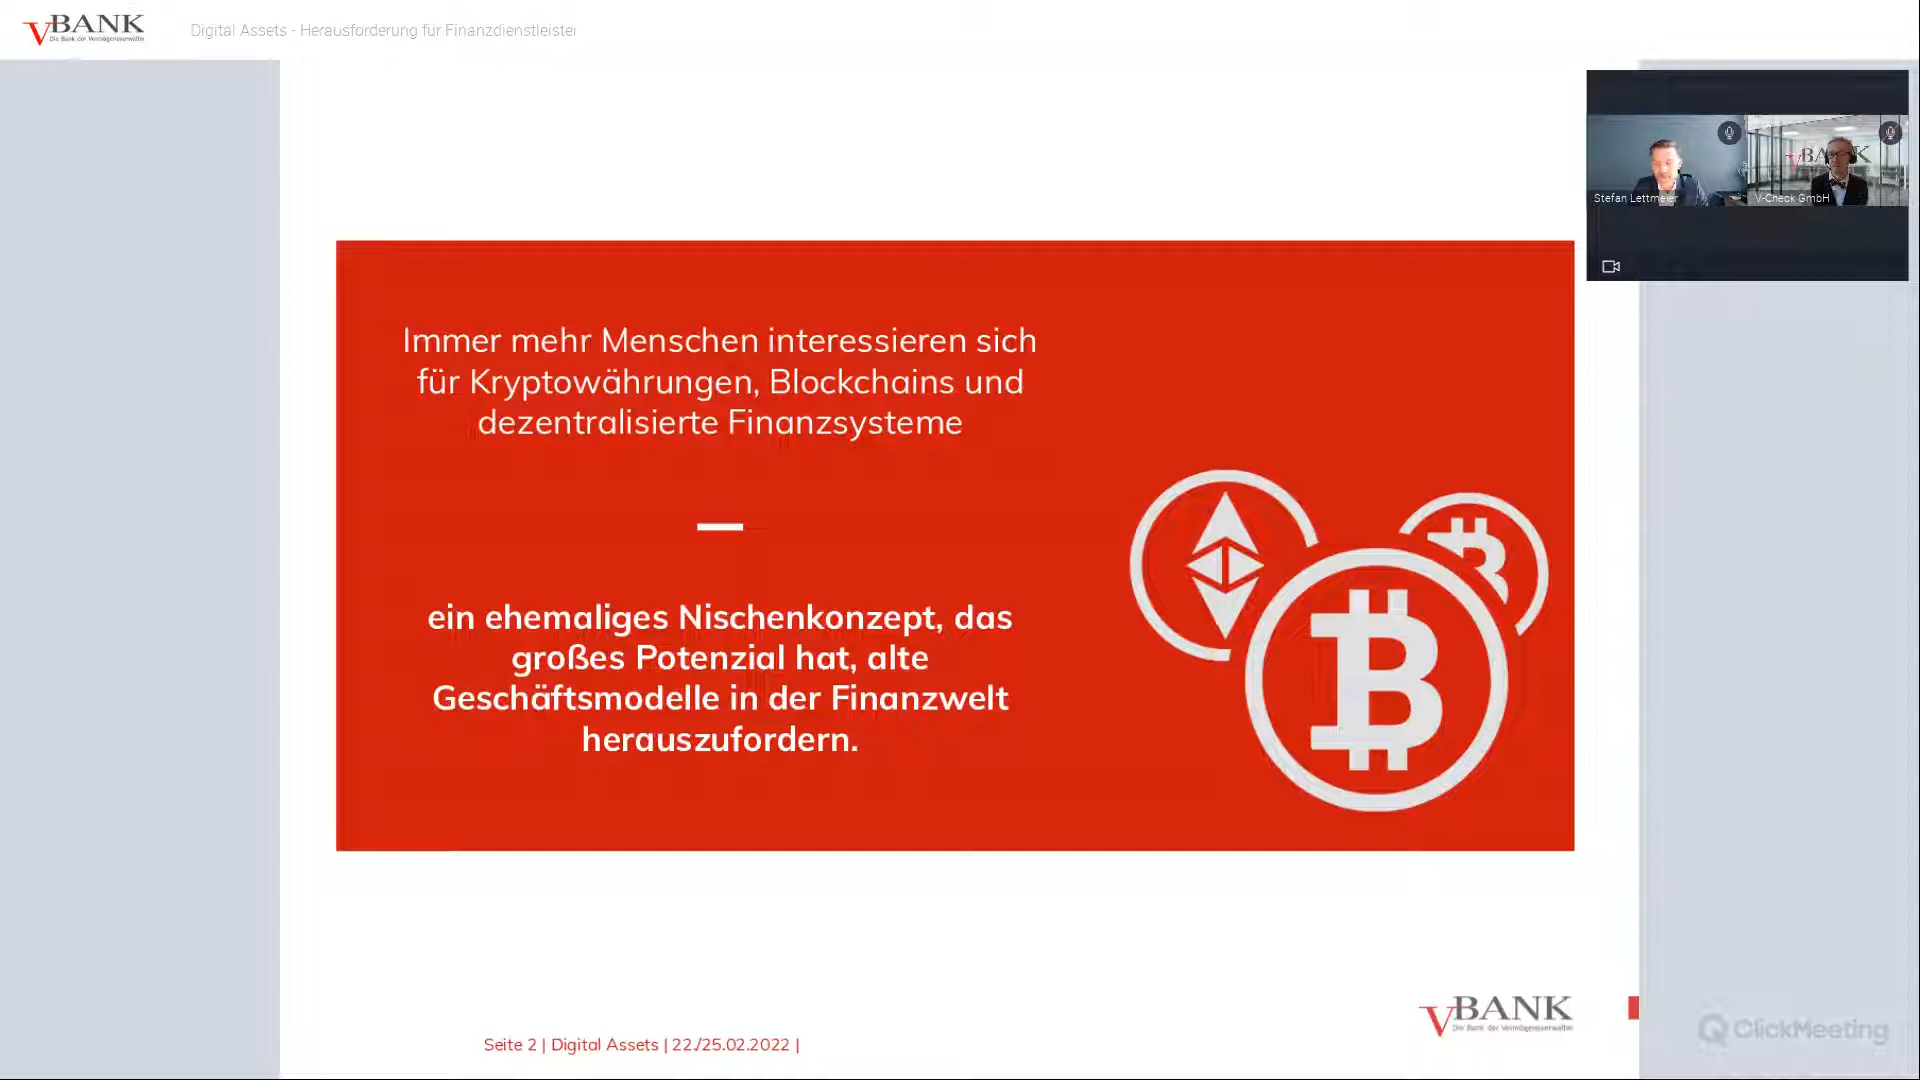 VBANK
Die Bank der Vermögensverwalter
Digital Assets - Herausforderung für Finanzdienstleister
Stefan Lettmeier
V-Check GmbH
Immer mehr Menschen interessieren sich
für Kryptowährungen, Blockchains und
dezentralisierte Finanzsysteme
ein ehemaliges Nischenkonzept, das
großes Potenzial hat, alte
Geschäftsmodelle in der Finanzwelt
herauszufordern.
VBANK
Die Bank der Vermögensverwalter
Seite 2 | Digital Assets | 22./25.02.2022 |
ClickMeeting